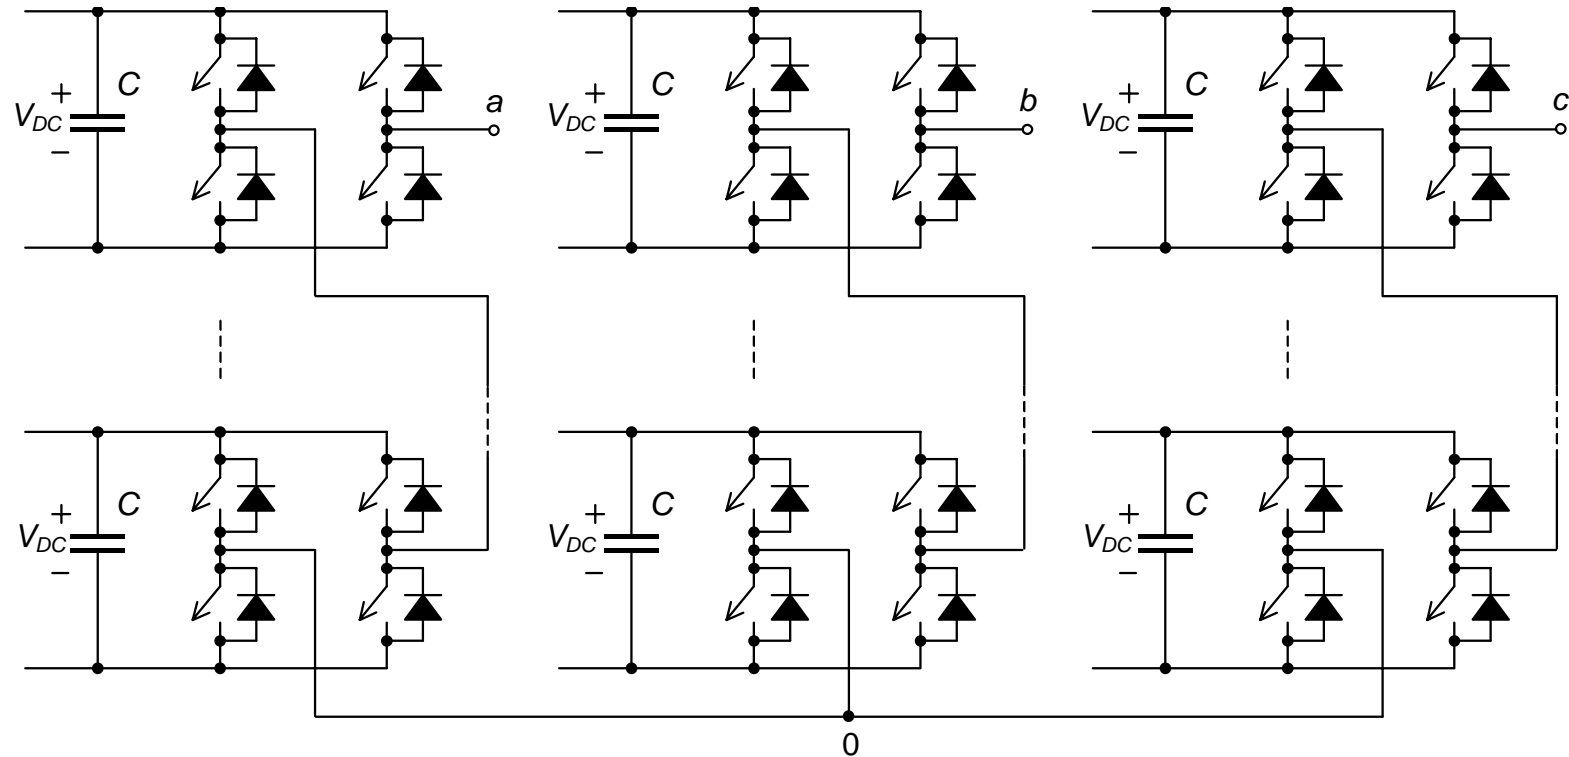 + C a + C b + C c
V_DC V_DC V_DC
− − −
+ C + C + C
V_DC V_DC V_DC
− − −
0